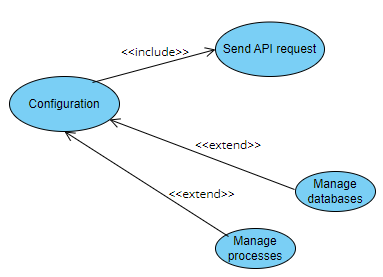 Send API request
<<include>>
Configuration
<<extend>>
Manage
databases
<<extend>>
Manage
processes